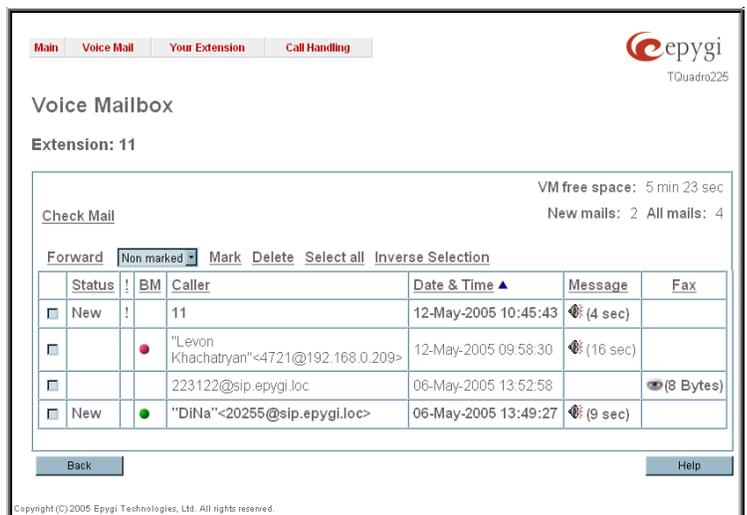 Main Voice Mail Your Extension Call Handling
epygi
TQuadro225
Voice Mailbox
Extension: 11
VM free space: 5 min 23 sec
Check Mail
New mails: 2 All mails: 4
Forward Non marked Mark Delete Select all Inverse Selection
Status ! BM Caller Date & Time ▲ Message Fax
New ! 11 12-May-2005 10:45:43 (4 sec)
"Levon
Khachatryan"<4721@192.168.0.209> 12-May-2005 09:58:30 (16 sec)
223122@sip.epygi.loc 06-May-2005 13:52:58 (8 Bytes)
New "DiNa"<20255@sip.epygi.loc> 06-May-2005 13:49:27 (9 sec)
Back Help
Copyright (C) 2005 Epygi Technologies, Ltd. All rights reserved.